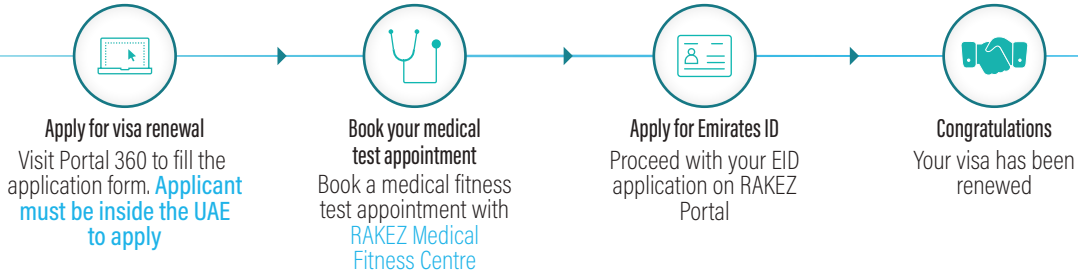 Apply for visa renewal
Visit Portal 360 to fill the
application form. Applicant
must be inside the UAE
to apply
Book your medical
test appointment
Book a medical fitness
test appointment with
RAKEZ Medical
Fitness Centre
Apply for Emirates ID
Proceed with your EID
application on RAKEZ
Portal
Congratulations
Your visa has been
renewed